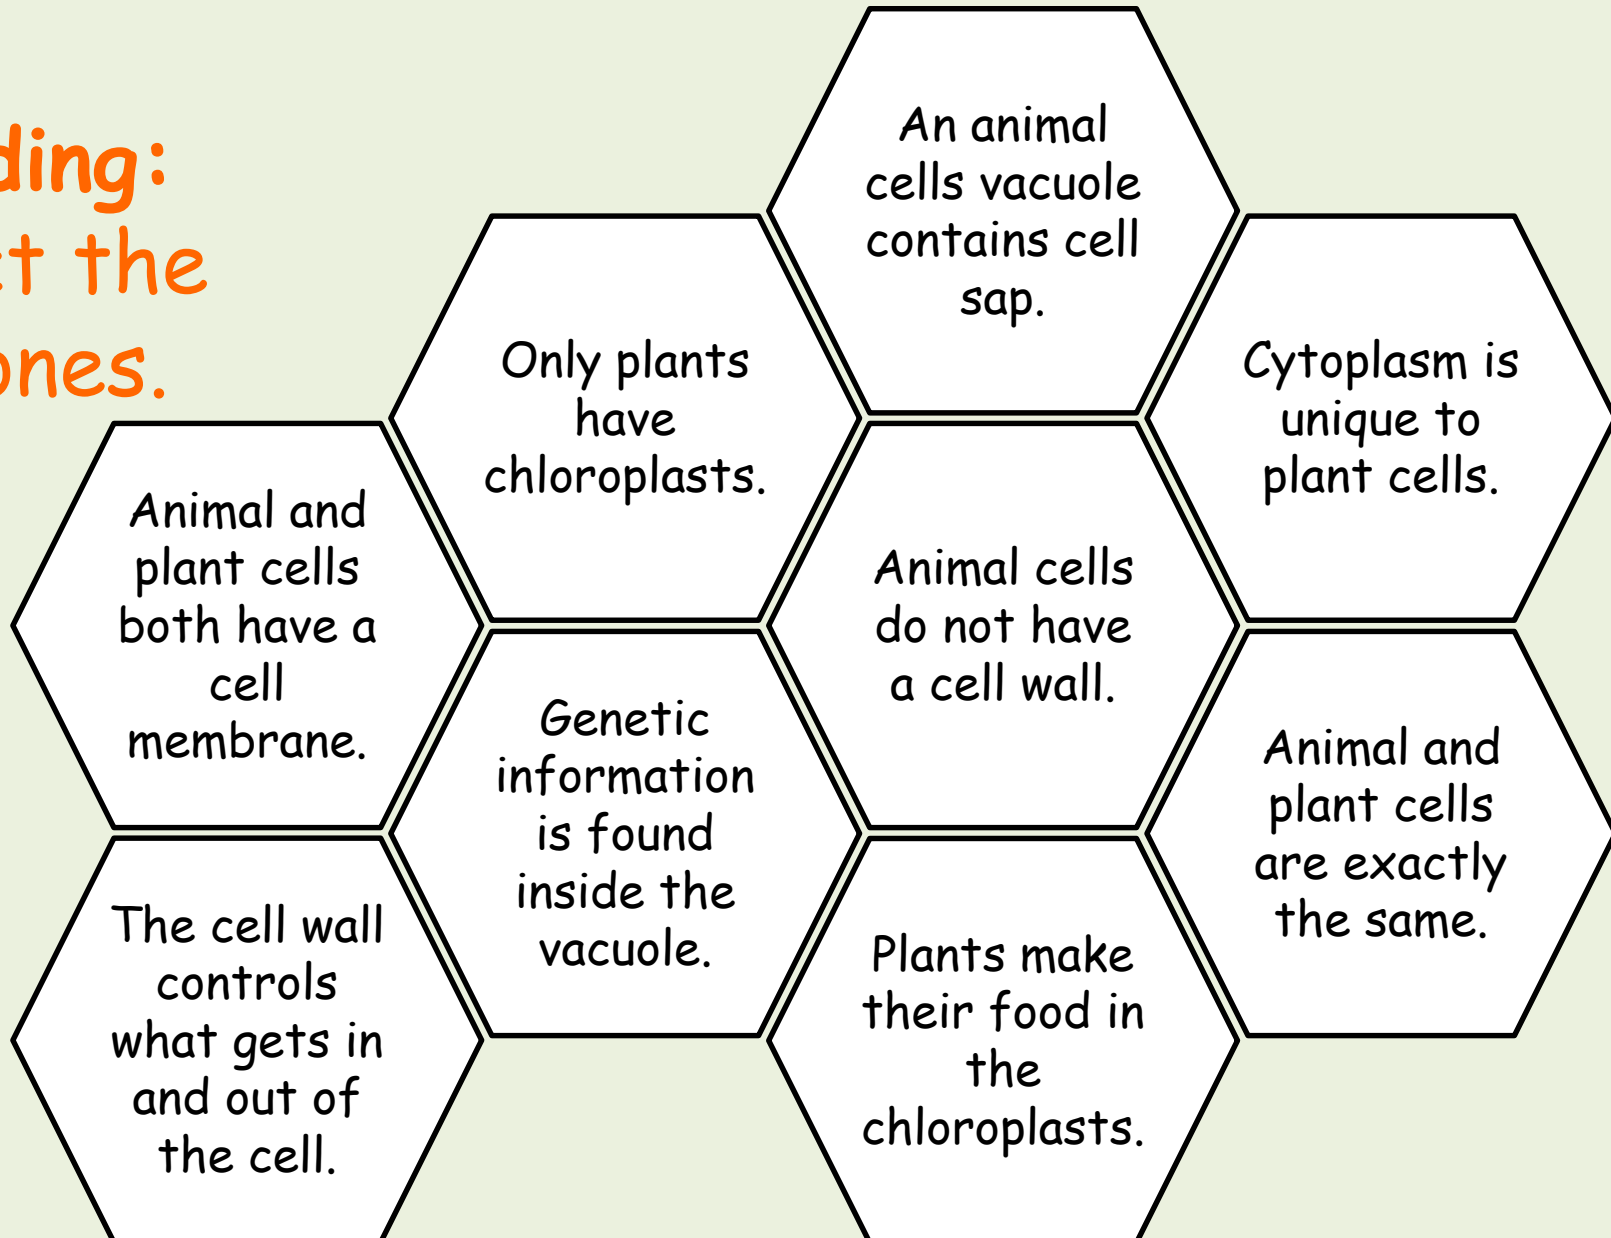 ding:
t the
ones.
An animal
cells vacuole
contains cell
sap.
Only plants
have
chloroplasts.
Cytoplasm is
unique to
plant cells.
Animal and
plant cells
both have a
cell
membrane.
Animal cells
do not have
a cell wall.
Genetic
information
is found
inside the
vacuole.
Animal and
plant cells
are exactly
the same.
The cell wall
controls
what gets in
and out of
the cell.
Plants make
their food in
the
chloroplasts.